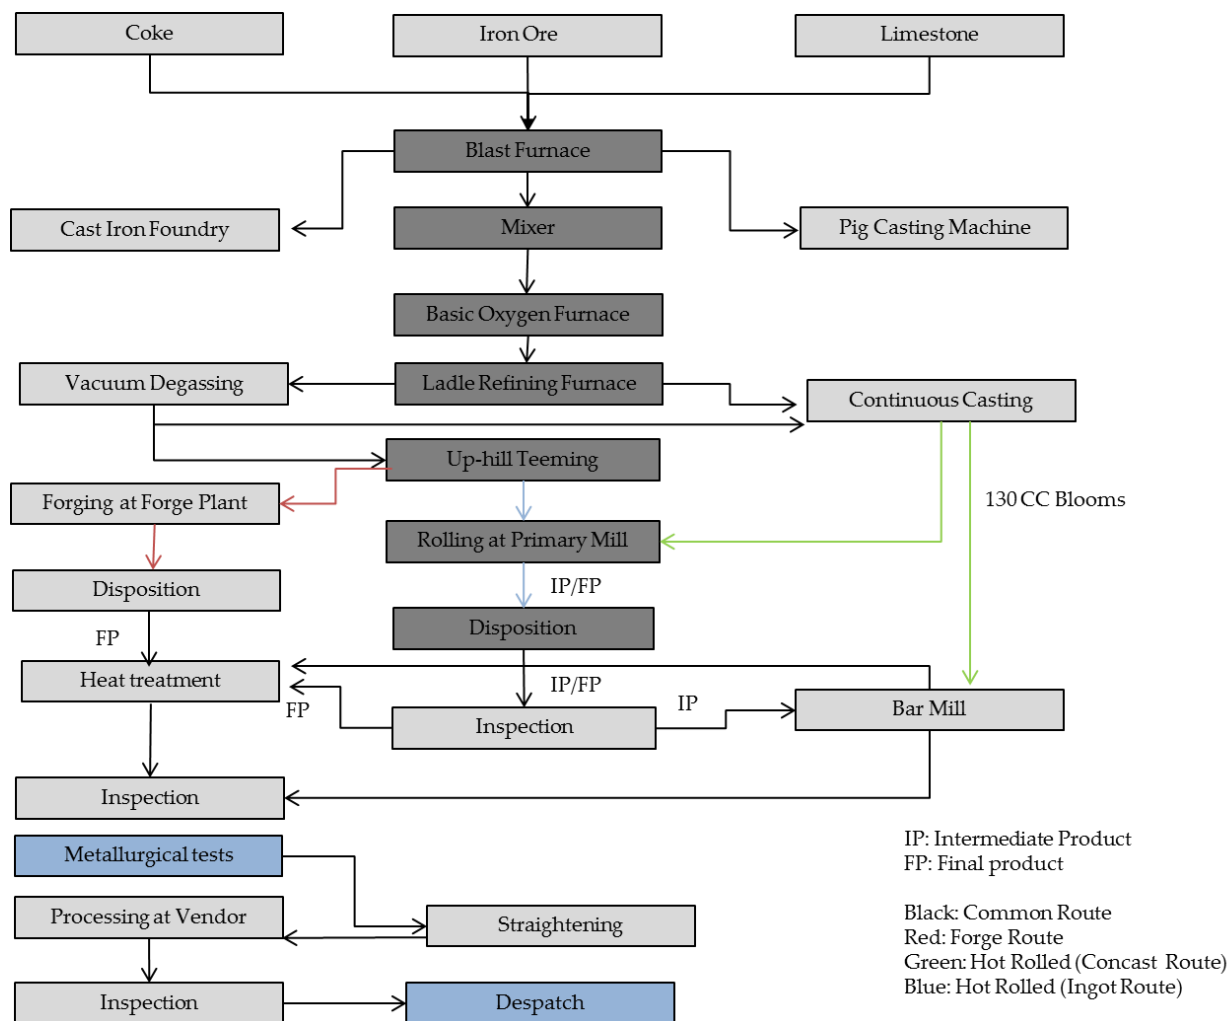 Coke
Iron Ore
Limestone
Blast Furnace
Cast Iron Foundry
Mixer
Pig Casting Machine
Basic Oxygen Furnace
Vacuum Degassing
Ladle Refining Furnace
Continuous Casting
Up-hill Teeming
Forging at Forge Plant
130 CC Blooms
Rolling at Primary Mill
Disposition
IP/FP
Disposition
FP
Heat treatment
IP/FP
FP
Inspection
IP
Bar Mill
Inspection
Metallurgical tests
Processing at Vendor
Straightening
Inspection
Despatch
IP: Intermediate Product
FP: Final product
Black: Common Route
Red: Forge Route
Green: Hot Rolled (Concast Route)
Blue: Hot Rolled (Ingot Route)